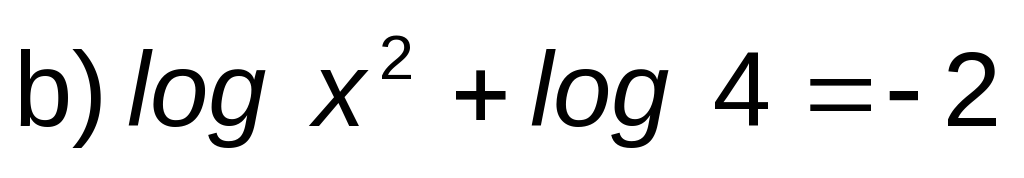 b) log x² + log 4 = - 2